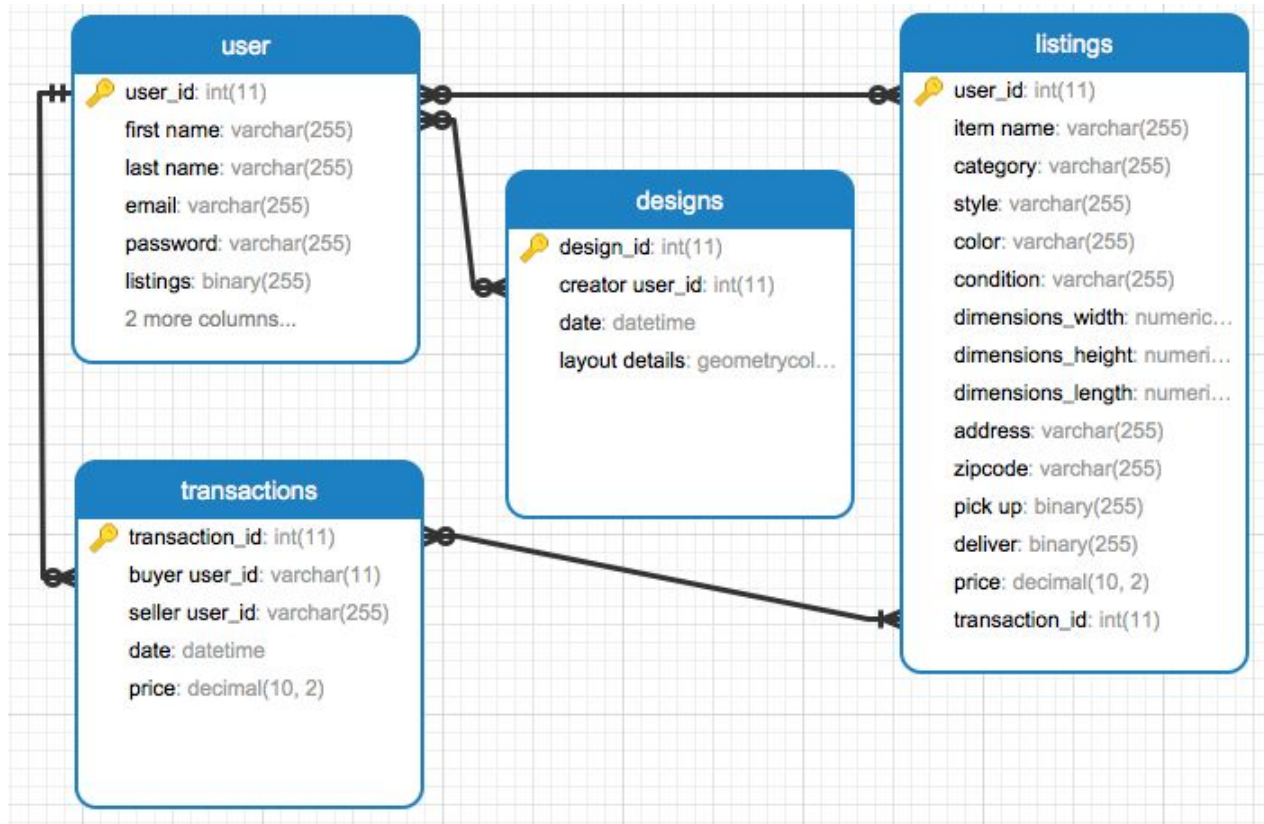 user
user_id: int(11)
first name: varchar(255)
last name: varchar(255)
email: varchar(255)
password: varchar(255)
listings: binary(255)
2 more columns...
designs
design_id: int(11)
creator user_id: int(11)
date: datetime
layout details: geometrycol...
listings
user_id: int(11)
item name: varchar(255)
category: varchar(255)
style: varchar(255)
color: varchar(255)
condition: varchar(255)
dimensions_width: numeric...
dimensions_height: numeri...
dimensions_length: numeri...
address: varchar(255)
zipcode: varchar(255)
pick up: binary(255)
deliver: binary(255)
price: decimal(10, 2)
transaction_id: int(11)
transactions
transaction_id: int(11)
buyer user_id: varchar(11)
seller user_id: varchar(255)
date: datetime
price: decimal(10, 2)